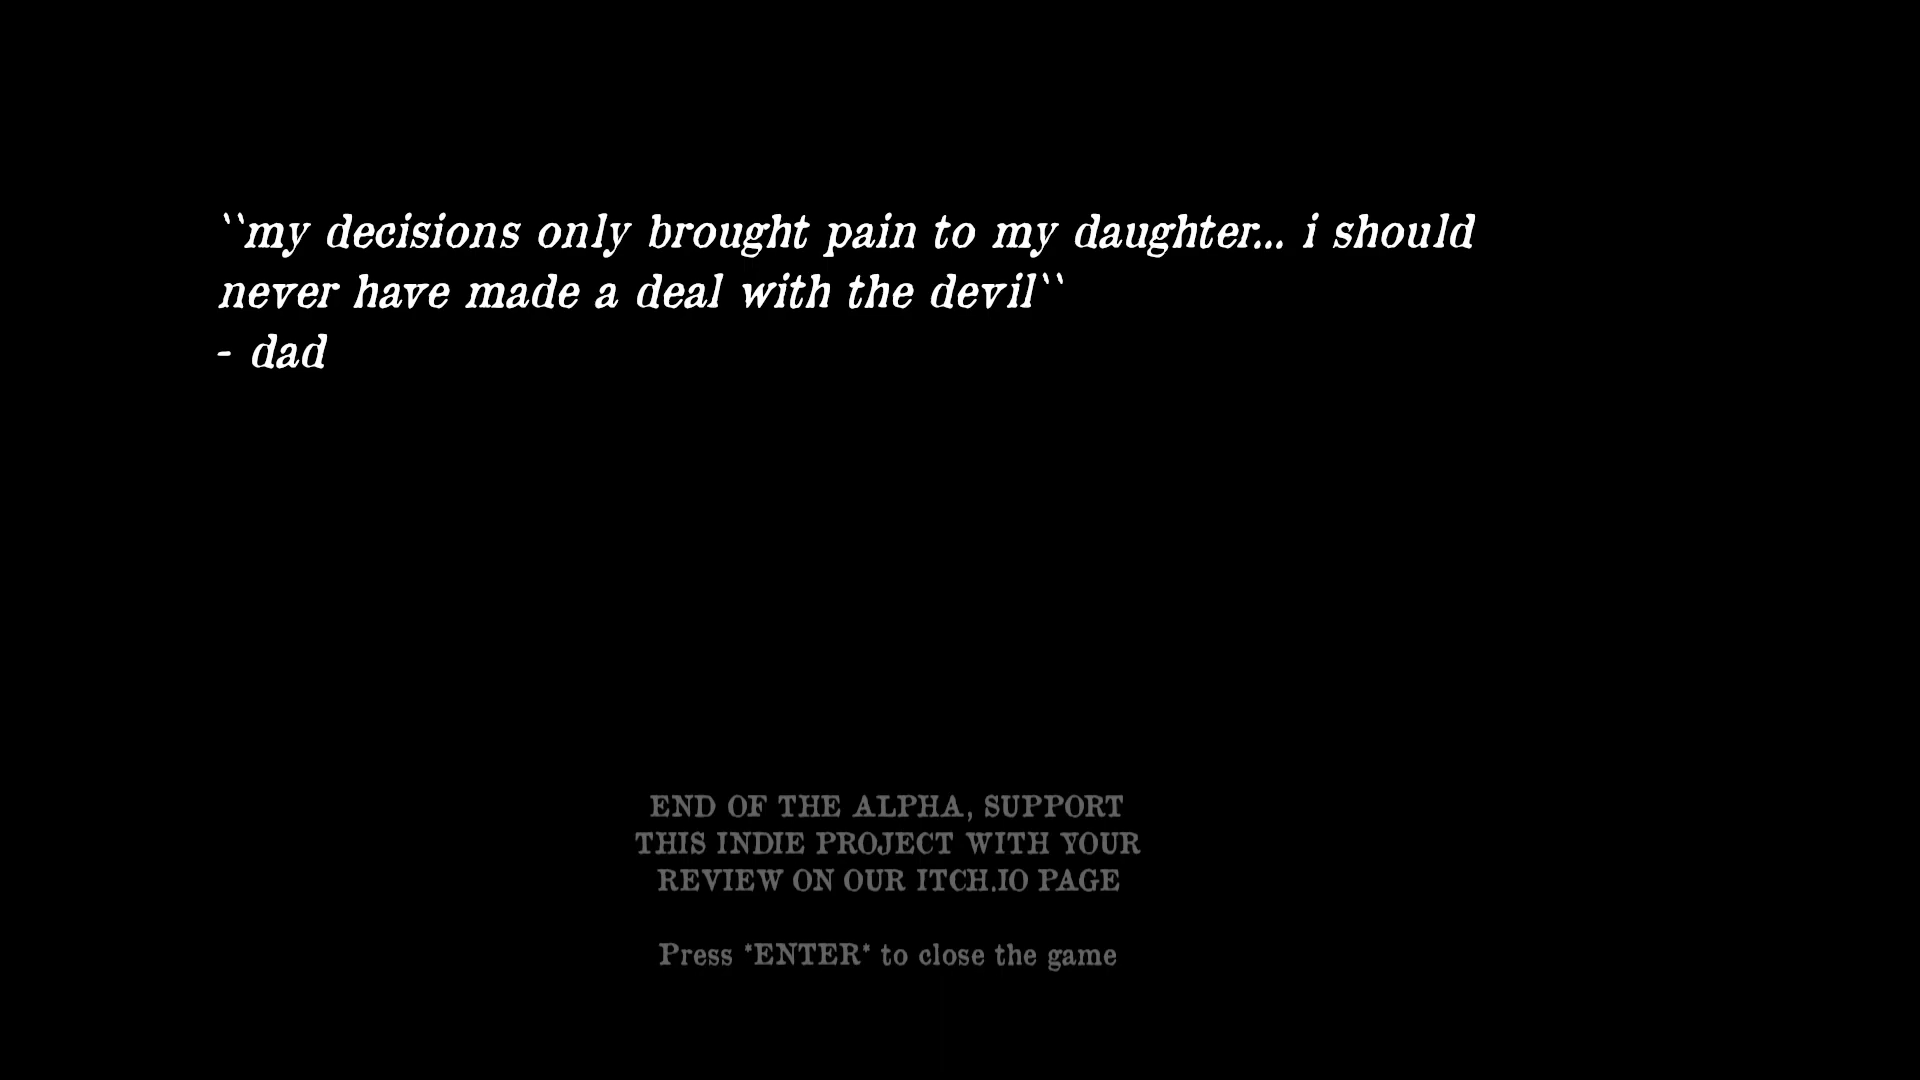 ``my decisions only brought pain to my daughter... i should
never have made a deal with the devil``
- dad
END OF THE ALPHA, SUPPORT
THIS INDIE PROJECT WITH YOUR
REVIEW ON OUR ITCH.IO PAGE
Press *ENTER* to close the game